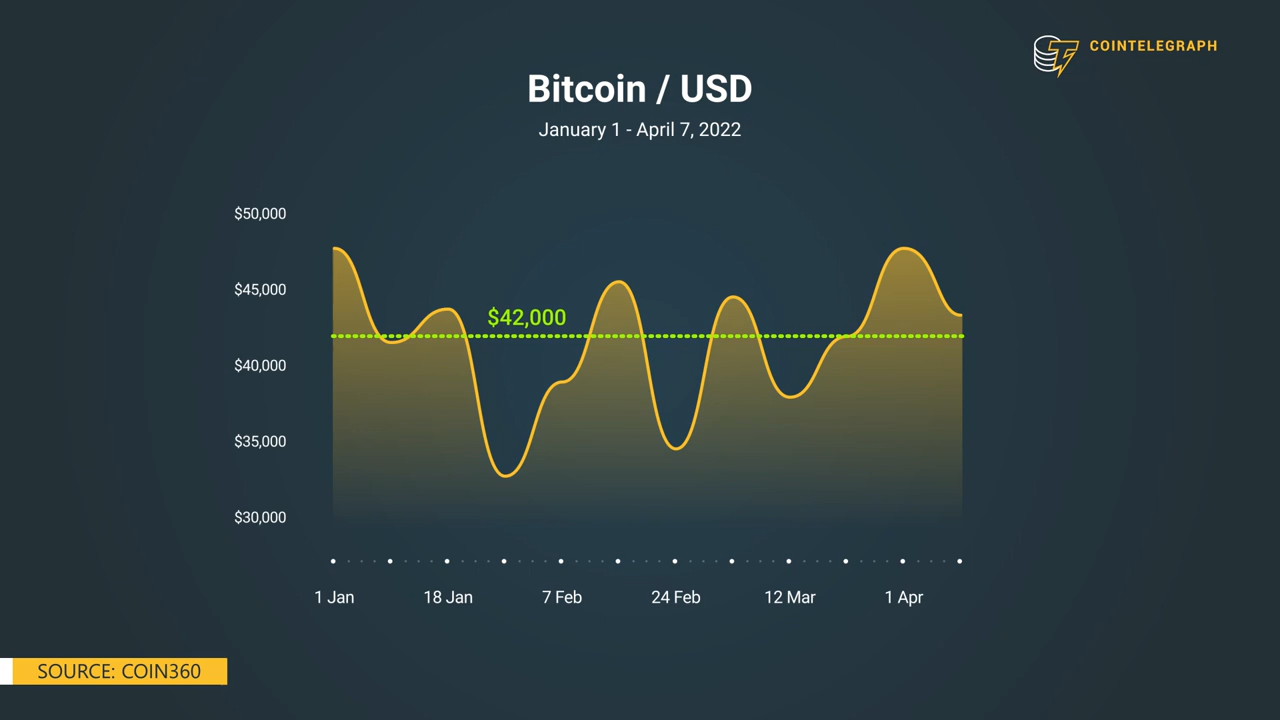 COINTELEGRAPH
Bitcoin / USD
January 1 - April 7, 2022
$50,000
$45,000
$42,000
$40,000
$35,000
$30,000
1 Jan 18 Jan 7 Feb 24 Feb 12 Mar 1 Apr
SOURCE: COIN360